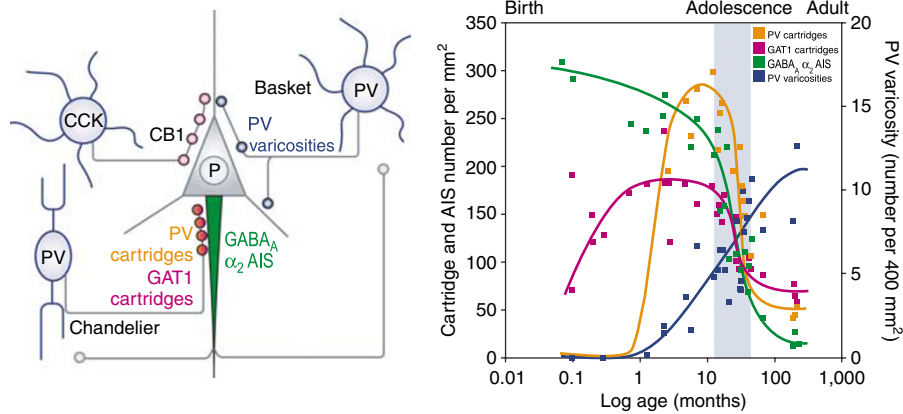 CCK
CB1
Basket
PV
PV
varicosities
P
PV
cartridges
GAT1
cartridges
GABA_A
α₂ AIS
PV
Chandelier
Birth
Adolescence
Adult
350
300
250
200
150
100
50
0
Cartridge and AIS number per mm²
PV cartridges
GAT1 cartridges
GABA_A α₂ AIS
PV varicosities
20
15
10
5
0
PV varicosity (number per 400 mm²)
0.01
0.1
1
10
100
1,000
Log age (months)